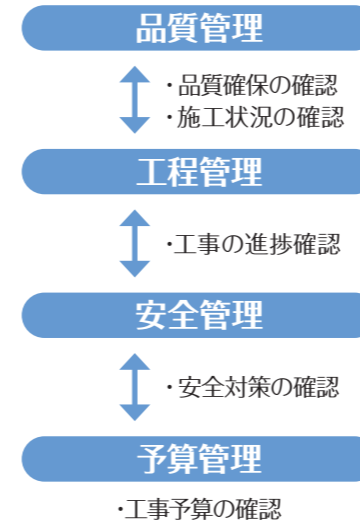 品質管理
・品質確保の確認
・施工状況の確認
工程管理
・工事の進捗確認
安全管理
・安全対策の確認
予算管理
・工事予算の確認